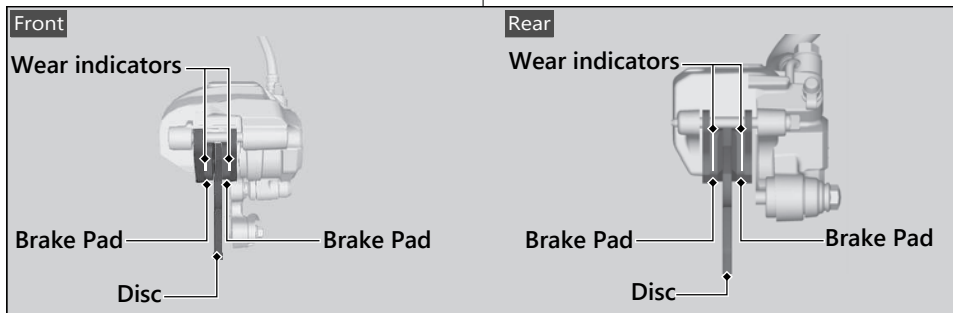 Front
Wear indicators
Brake Pad
Brake Pad
Disc
Rear
Wear indicators
Brake Pad
Brake Pad
Disc